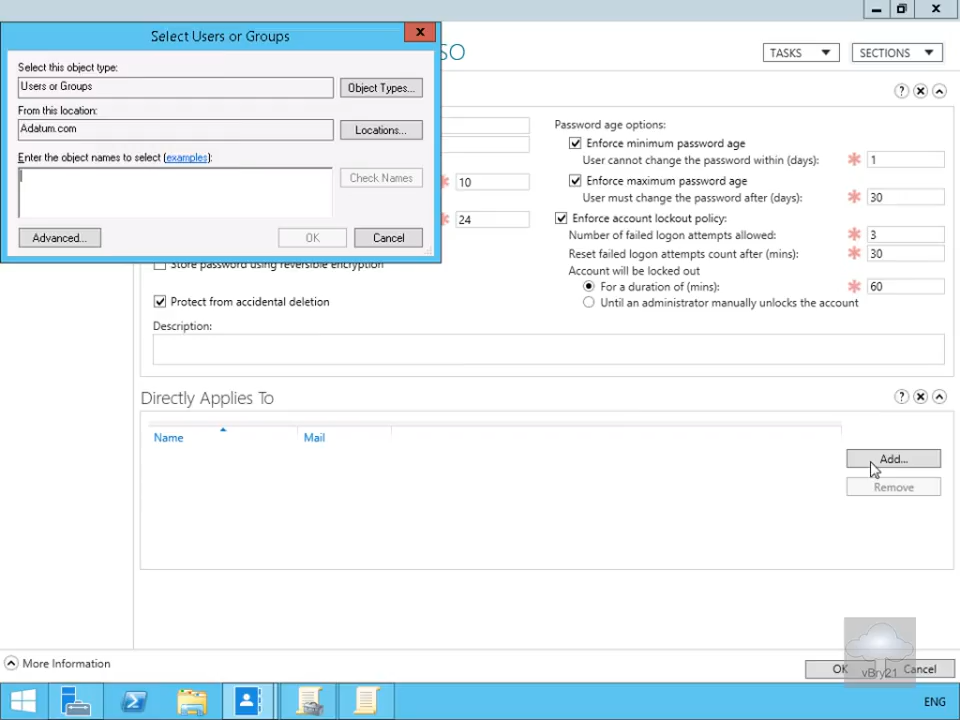 Select Users or Groups
Select this object type:
Users or Groups
Object Types...
From this location:
Adatum.com
Locations...
Enter the object names to select (examples):
Check Names
Advanced...
OK
Cancel
SO
TASKS
SECTIONS
10
24
Store password using reversible encryption
Protect from accidental deletion
Description:
Password age options:
Enforce minimum password age
User cannot change the password within (days):
1
Enforce maximum password age
User must change the password after (days):
30
Enforce account lockout policy:
Number of failed logon attempts allowed:
3
Reset failed logon attempts count after (mins):
30
Account will be locked out
For a duration of (mins):
60
Until an administrator manually unlocks the account
Directly Applies To
Name
Mail
Add...
Remove
More Information
OK
Cancel
vBry21
ENG